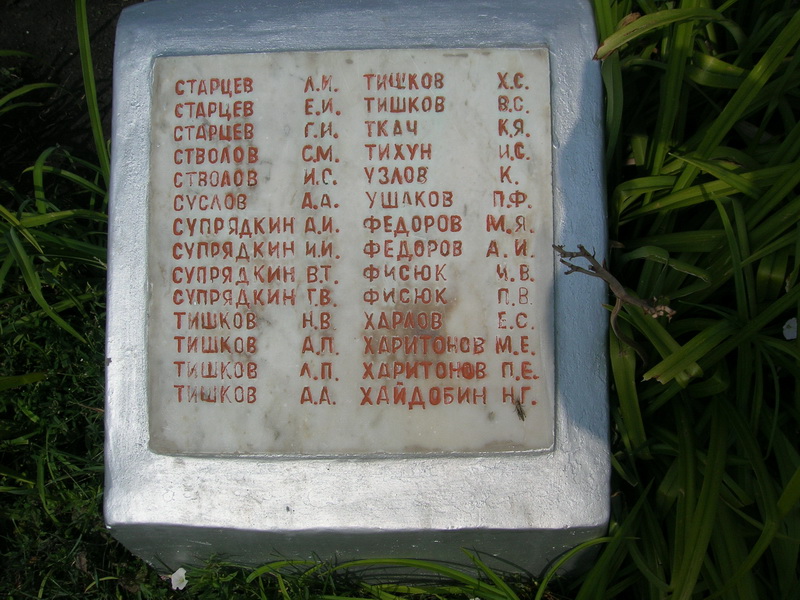 СТАРЦЕВ Л.И.
СТАРЦЕВ Е.И.
СТАРЦЕВ Г.И.
СТВОЛОВ С.М.
СТВОЛОВ И.С.
СУСЛОВ А.А.
СУПРЯДКИН А.И.
СУПРЯДКИН И.И.
СУПРЯДКИН В.Т.
СУПРЯДКИН Г.В.
ТИШКОВ Н.В.
ТИШКОВ А.П.
ТИШКОВ Л.П.
ТИШКОВ А.А.
ТИШКОВ Х.С.
ТИШКОВ В.С.
ТКАЧ К.Я.
ТИХУН И.С.
УЗЛОВ К.
УШАКОВ П.Ф.
ФЕДОРОВ М.Я.
ФЕДОРОВ А.И.
ФИСЮК И.В.
ФИСЮК П.В.
ХАРЛОВ Е.С.
ХАРИТОНОВ М.Е.
ХАРИТОНОВ П.Е.
ХАЙДОБИН Н.Г.